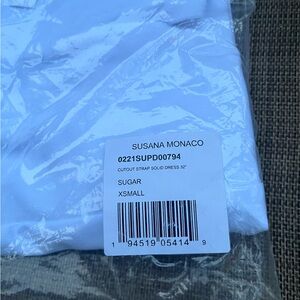 SUSANA MONACO
0221SUPD00794
CUTOUT STRAP SOLID DRESS 32"
SUGAR
XSMALL
1 94519 05414 9